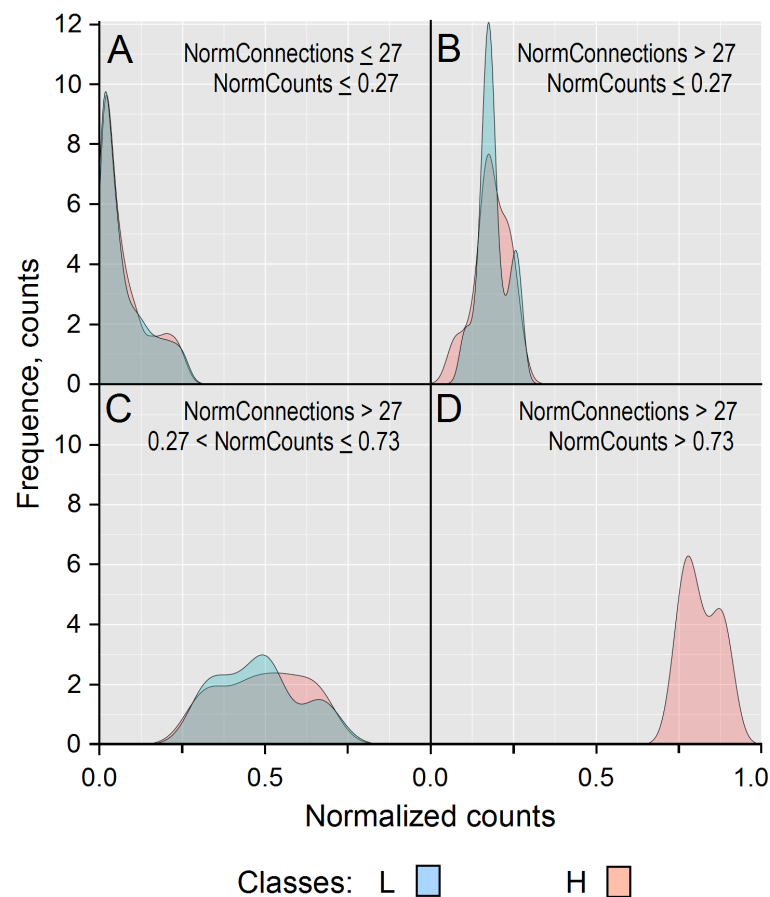 A
NormConnections ≤ 27
NormCounts ≤ 0.27
B
NormConnections > 27
NormCounts ≤ 0.27
12
10
8
6
4
2
0
C
NormConnections > 27
0.27 < NormCounts ≤ 0.73
D
NormConnections > 27
NormCounts > 0.73
10
8
6
4
2
0
Frequence, counts
0.0 0.5 0.0 0.5 1.0
Normalized counts
Classes: L H